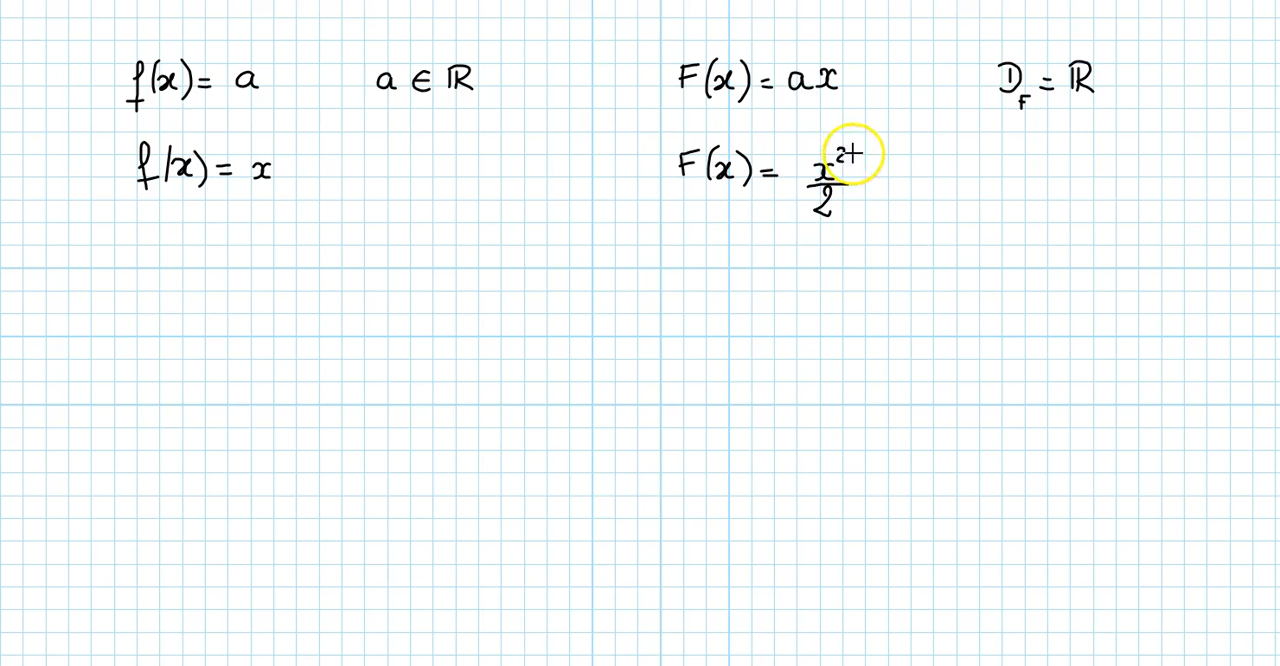 f(x) = a a ∈ ℝ F(x) = ax D_F = ℝ
f(x) = x F(x) = x²/2